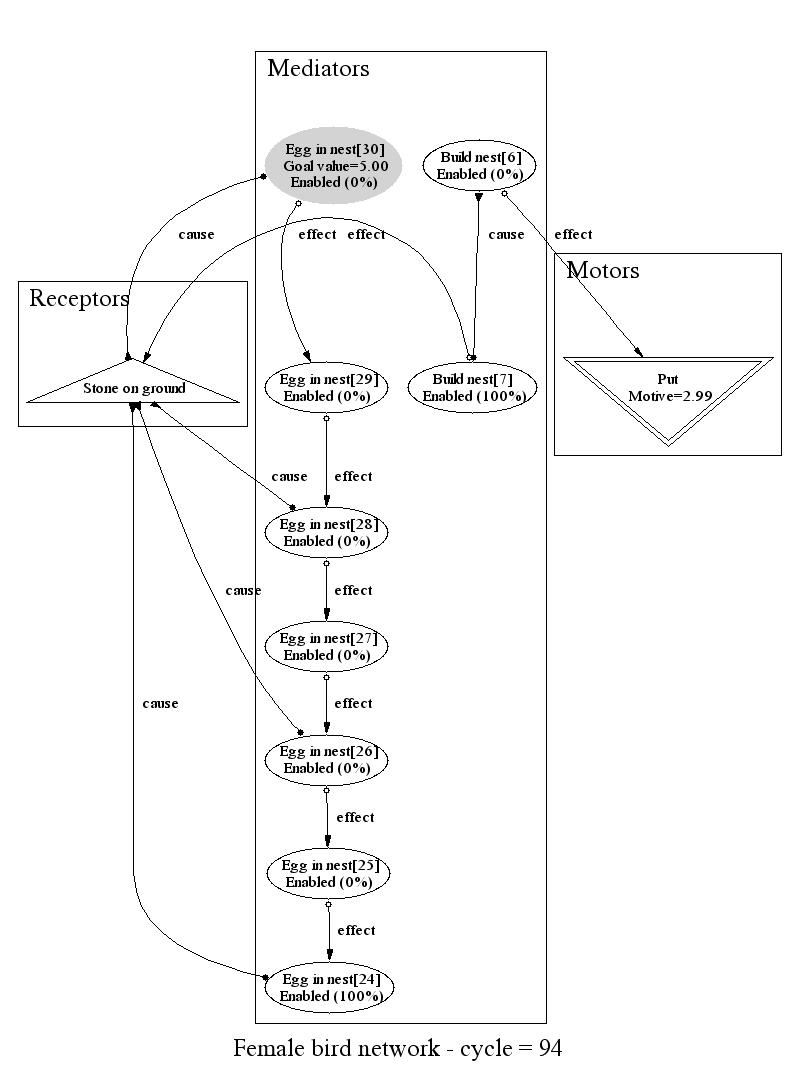 Mediators
Egg in nest[30]
Goal value=5.00
Enabled (0%)
Build nest[6]
Enabled (0%)
cause
effect
effect
cause
effect
Receptors
Motors
Stone on ground
Egg in nest[29]
Enabled (0%)
Build nest[7]
Enabled (100%)
Put
Motive=2.99
cause
effect
Egg in nest[28]
Enabled (0%)
cause
effect
Egg in nest[27]
Enabled (0%)
cause
effect
Egg in nest[26]
Enabled (0%)
effect
Egg in nest[25]
Enabled (0%)
effect
Egg in nest[24]
Enabled (100%)
Female bird network - cycle = 94